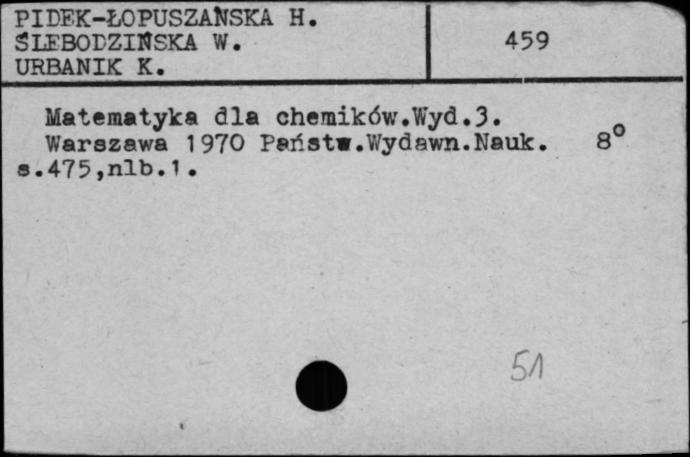 PIDEK-ŁOPUSZAŃSKA H.
ŚLEBODZIŃSKA W.
URBANIK K.
459
Matematyka dla chemików.Wyd.3.
Warszawa 1970 Państw.Wydawn.Nauk. 8°
s.475,nlb.1.
51